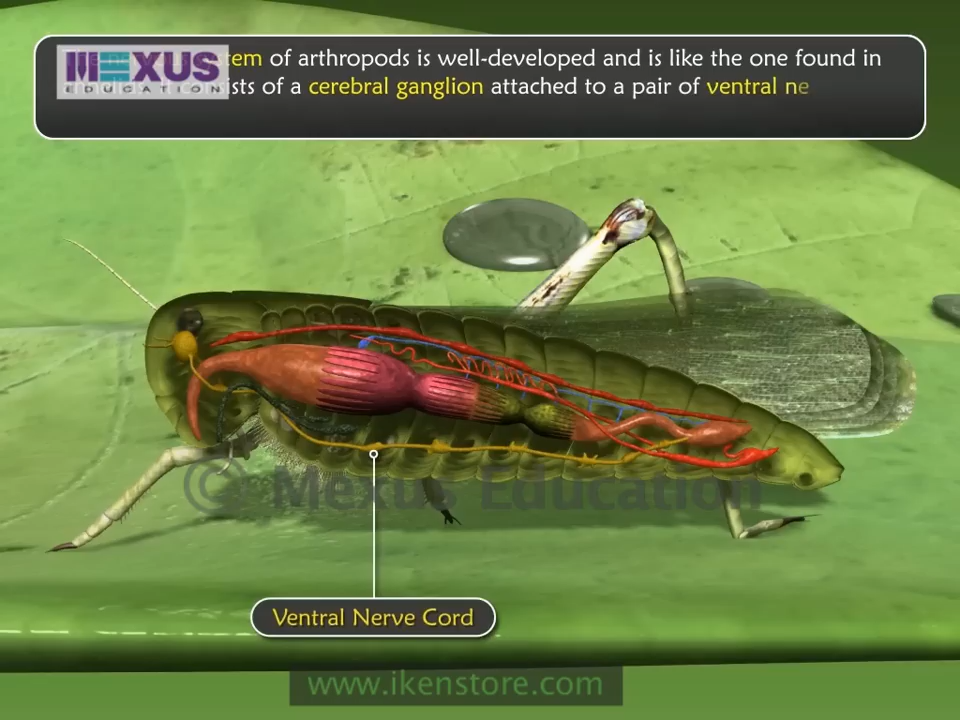 tem of arthropods is well-developed and is like the one found in
ists of a cerebral ganglion attached to a pair of ventral ne
MEXUS
EDUCATION
© Mexus Education
Ventral Nerve Cord
www.ikenstore.com